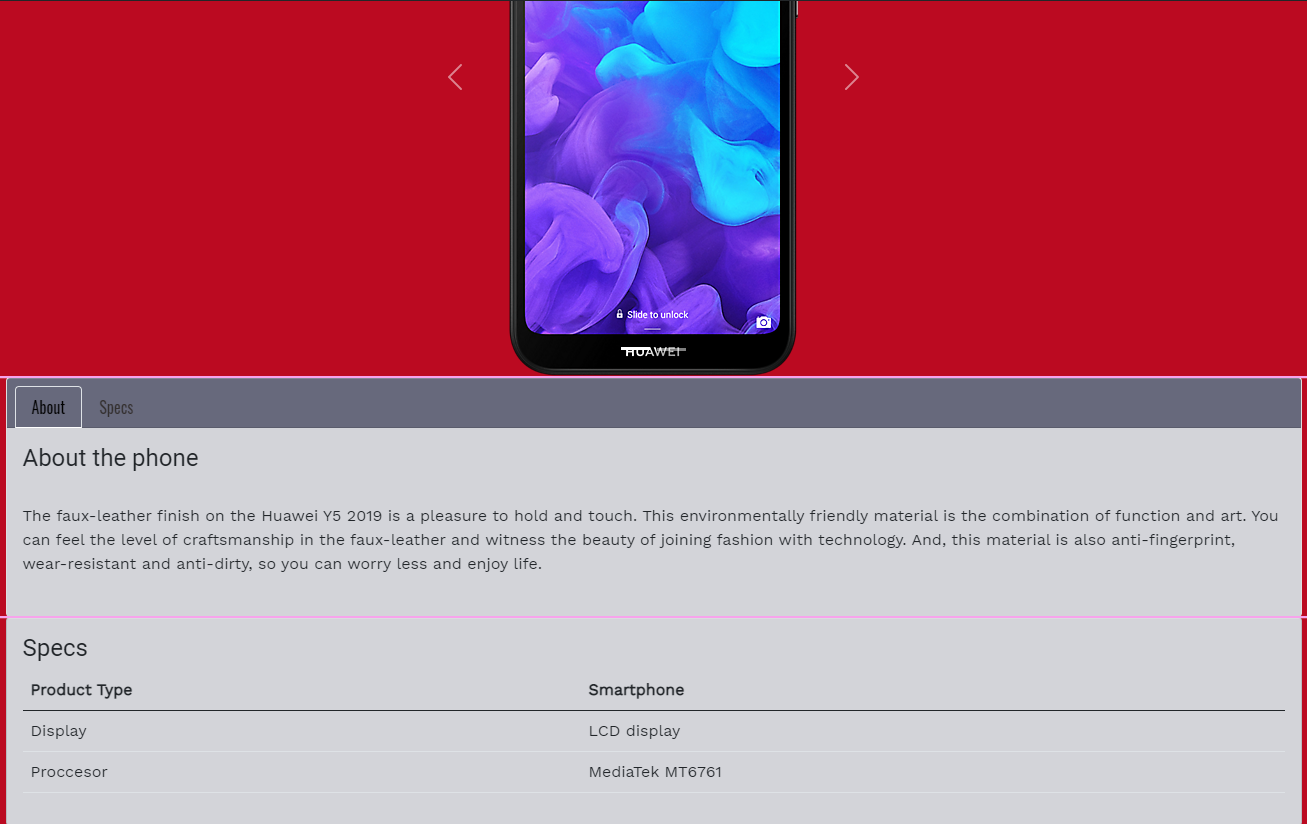 Slide to unlock
HUAWEI
About Specs
About the phone
The faux-leather finish on the Huawei Y5 2019 is a pleasure to hold and touch. This environmentally friendly material is the combination of function and art. You
can feel the level of craftsmanship in the faux-leather and witness the beauty of joining fashion with technology. And, this material is also anti-fingerprint,
wear-resistant and anti-dirty, so you can worry less and enjoy life.
Specs
Product Type Smartphone
Display LCD display
Proccesor MediaTek MT6761